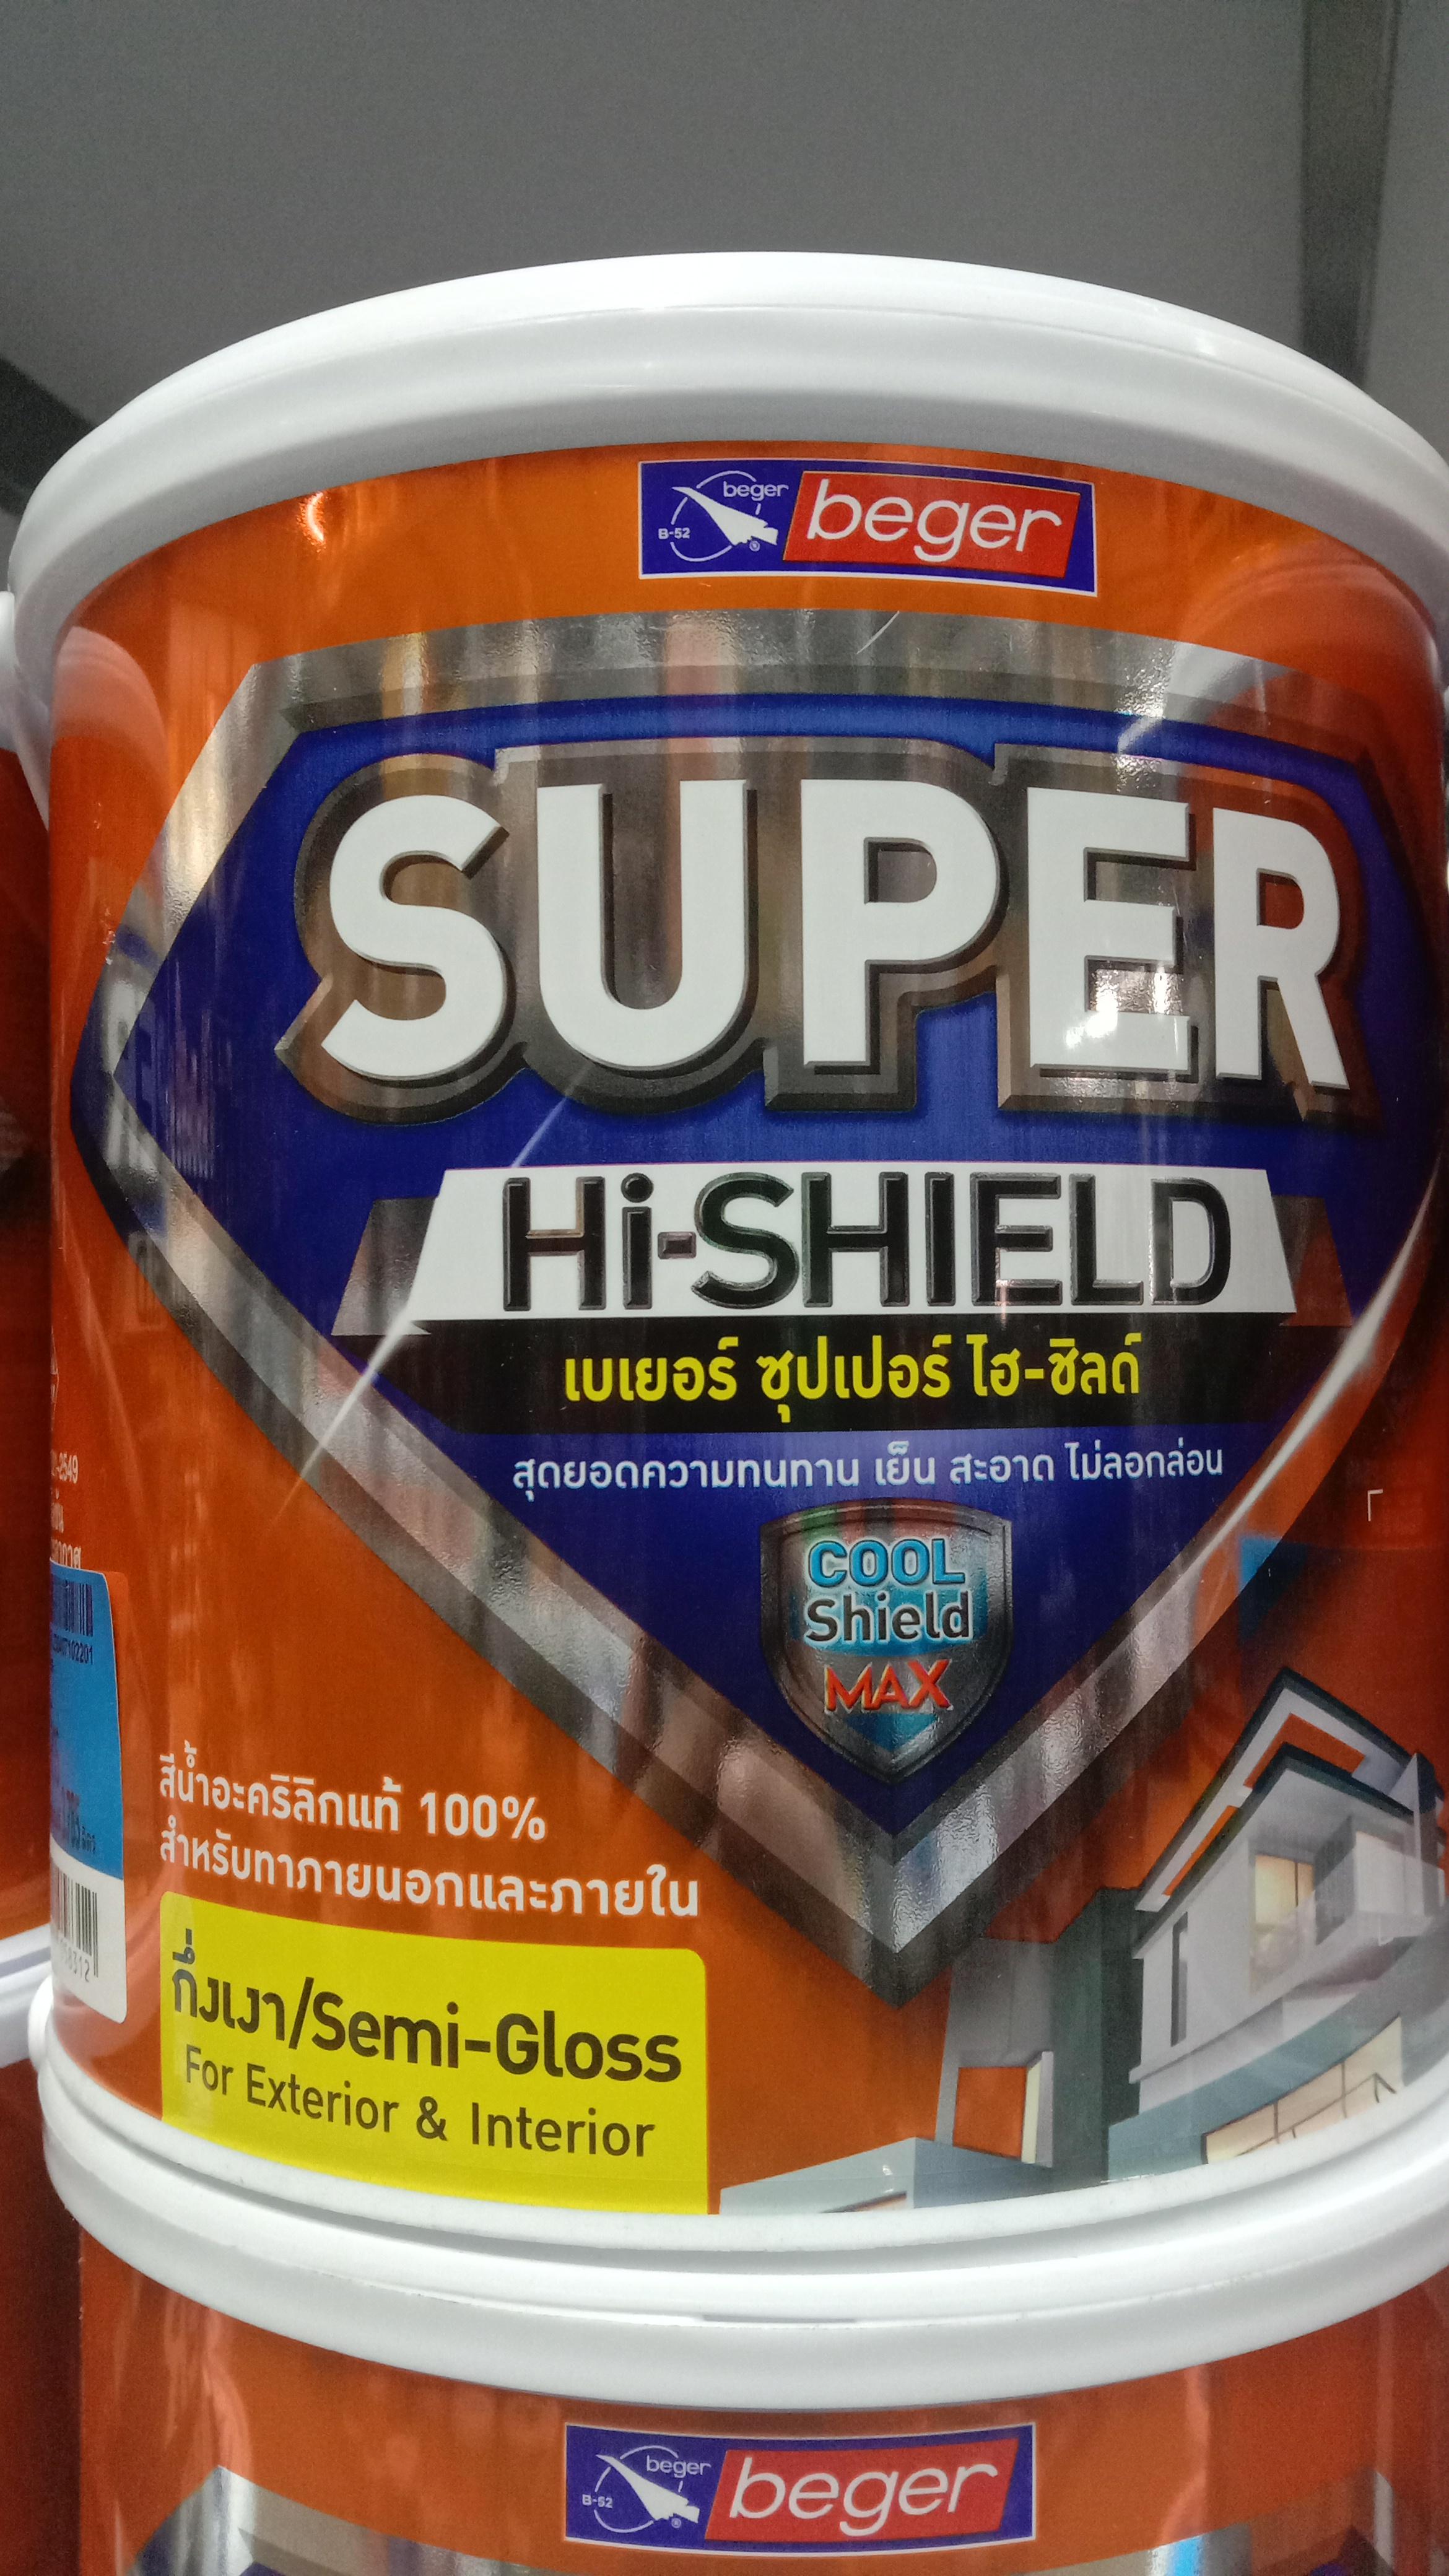 beger
B-52
beger
SUPER
Hi-SHIELD
เบเยอร์ ซุปเปอร์ ไฮ-ชิลด์
สุดยอดความทนทาน เย็น สะอาด ไม่ลอกล่อน
COOL
Shield
MAX
สีน้ำอะคริลิกแท้ 100%
สำหรับทาภายนอกและภายใน
กึ่งเงา/Semi-Gloss
For Exterior & Interior
beger
B-52
beger